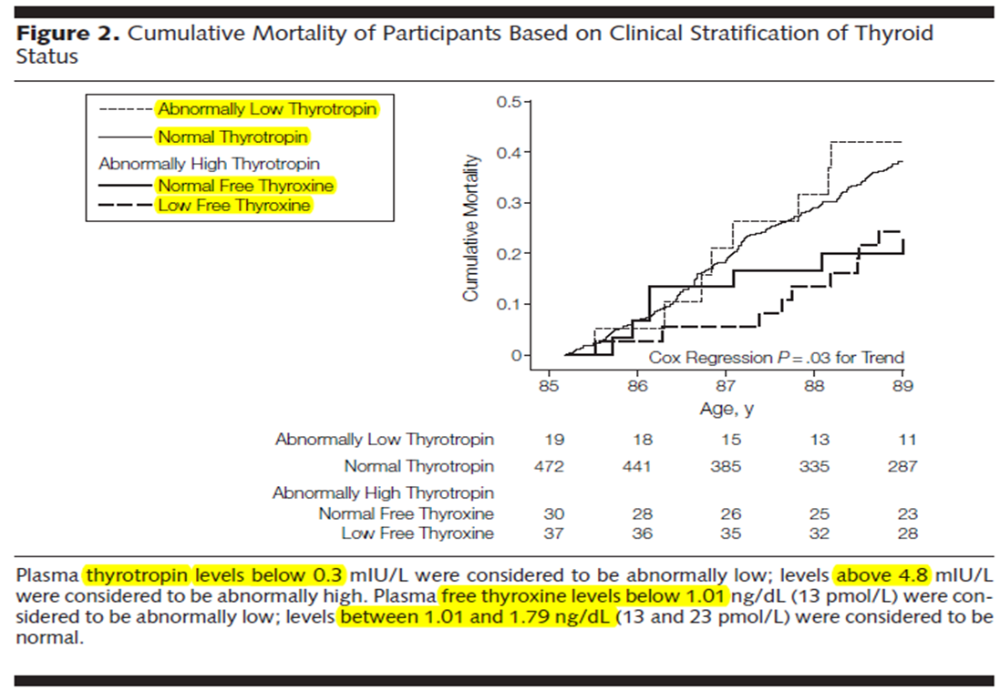 Figure 2. Cumulative Mortality of Participants Based on Clinical Stratification of Thyroid
Status
Abnormally Low Thyrotropin
Normal Thyrotropin
Abnormally High Thyrotropin
Normal Free Thyroxine
Low Free Thyroxine
Cumulative Mortality
0.5
0.4
0.3
0.2
0.1
0
Cox Regression P = .03 for Trend
85 86 87 88 89
Age, y
Abnormally Low Thyrotropin 19 18 15 13 11
Normal Thyrotropin 472 441 385 335 287
Abnormally High Thyrotropin
Normal Free Thyroxine 30 28 26 25 23
Low Free Thyroxine 37 36 35 32 28
Plasma thyrotropin levels below 0.3 mIU/L were considered to be abnormally low; levels above 4.8 mIU/L
were considered to be abnormally high. Plasma free thyroxine levels below 1.01 ng/dL (13 pmol/L) were con-
sidered to be abnormally low; levels between 1.01 and 1.79 ng/dL (13 and 23 pmol/L) were considered to be
normal.